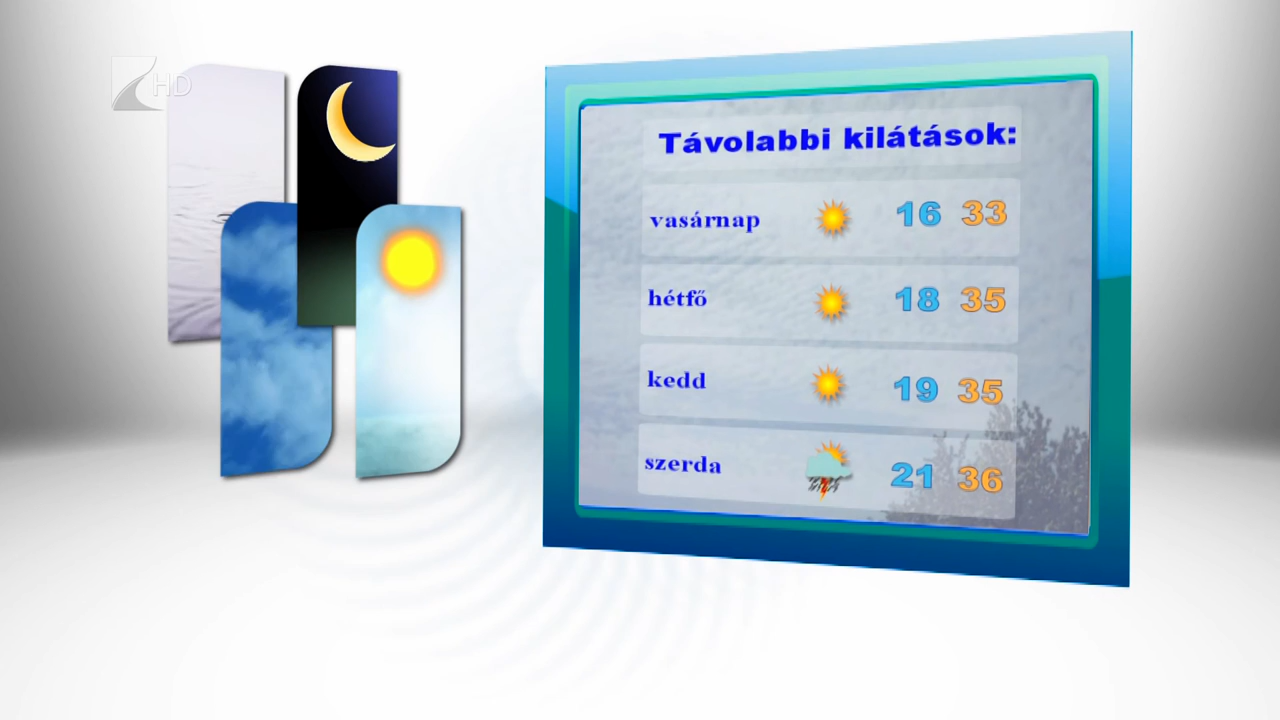 HD
Távolabbi kilátások:
vasárnap 16 33
hétfő 18 35
kedd 19 35
szerda 21 36